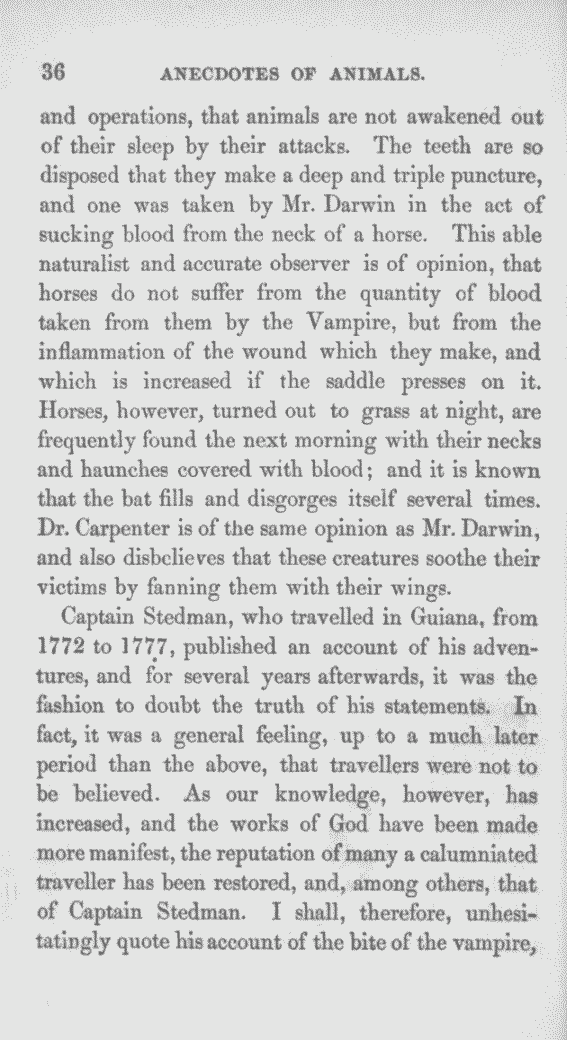 36 ANECDOTES OF ANIMALS.
and operations, that animals are not awakened out
of their sleep by their attacks. The teeth are so
disposed that they make a deep and triple puncture,
and one was taken by Mr. Darwin in the act of
sucking blood from the neck of a horse. This able
naturalist and accurate observer is of opinion, that
horses do not suffer from the quantity of blood
taken from them by the Vampire, but from the
inflammation of the wound which they make, and
which is increased if the saddle presses on it.
Horses, however, turned out to grass at night, are
frequently found the next morning with their necks
and haunches covered with blood; and it is known
that the bat fills and disgorges itself several times.
Dr. Carpenter is of the same opinion as Mr. Darwin,
and also disbelieves that these creatures soothe their
victims by fanning them with their wings.
Captain Stedman, who travelled in Guiana, from
1772 to 1777, published an account of his adven-
tures, and for several years afterwards, it was the
fashion to doubt the truth of his statements. In
fact, it was a general feeling, up to a much later
period than the above, that travellers were not to
be believed. As our knowledge, however, has
increased, and the works of God have been made
more manifest, the reputation of many a calumniated
traveller has been restored, and, among others, that
of Captain Stedman. I shall, therefore, unhesi-
tatingly quote his account of the bite of the vampire,